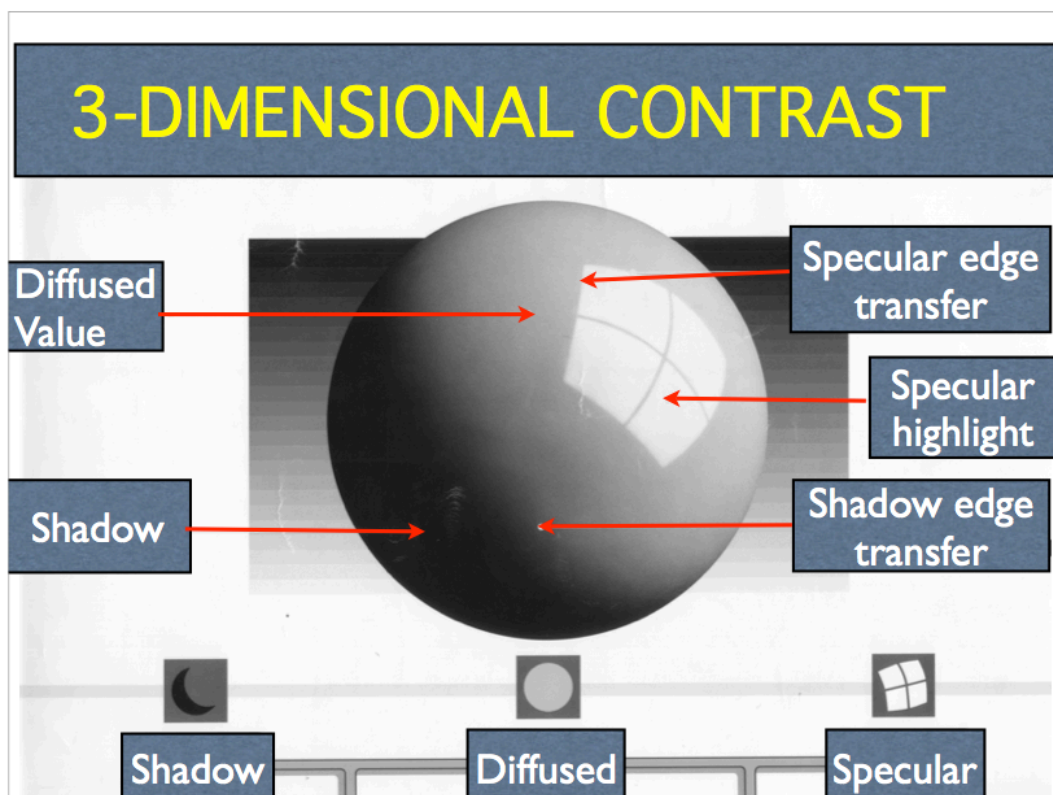 3-DIMENSIONAL CONTRAST
Diffused
Value
Specular edge
transfer
Specular
highlight
Shadow
Shadow edge
transfer
Shadow
Diffused
Specular